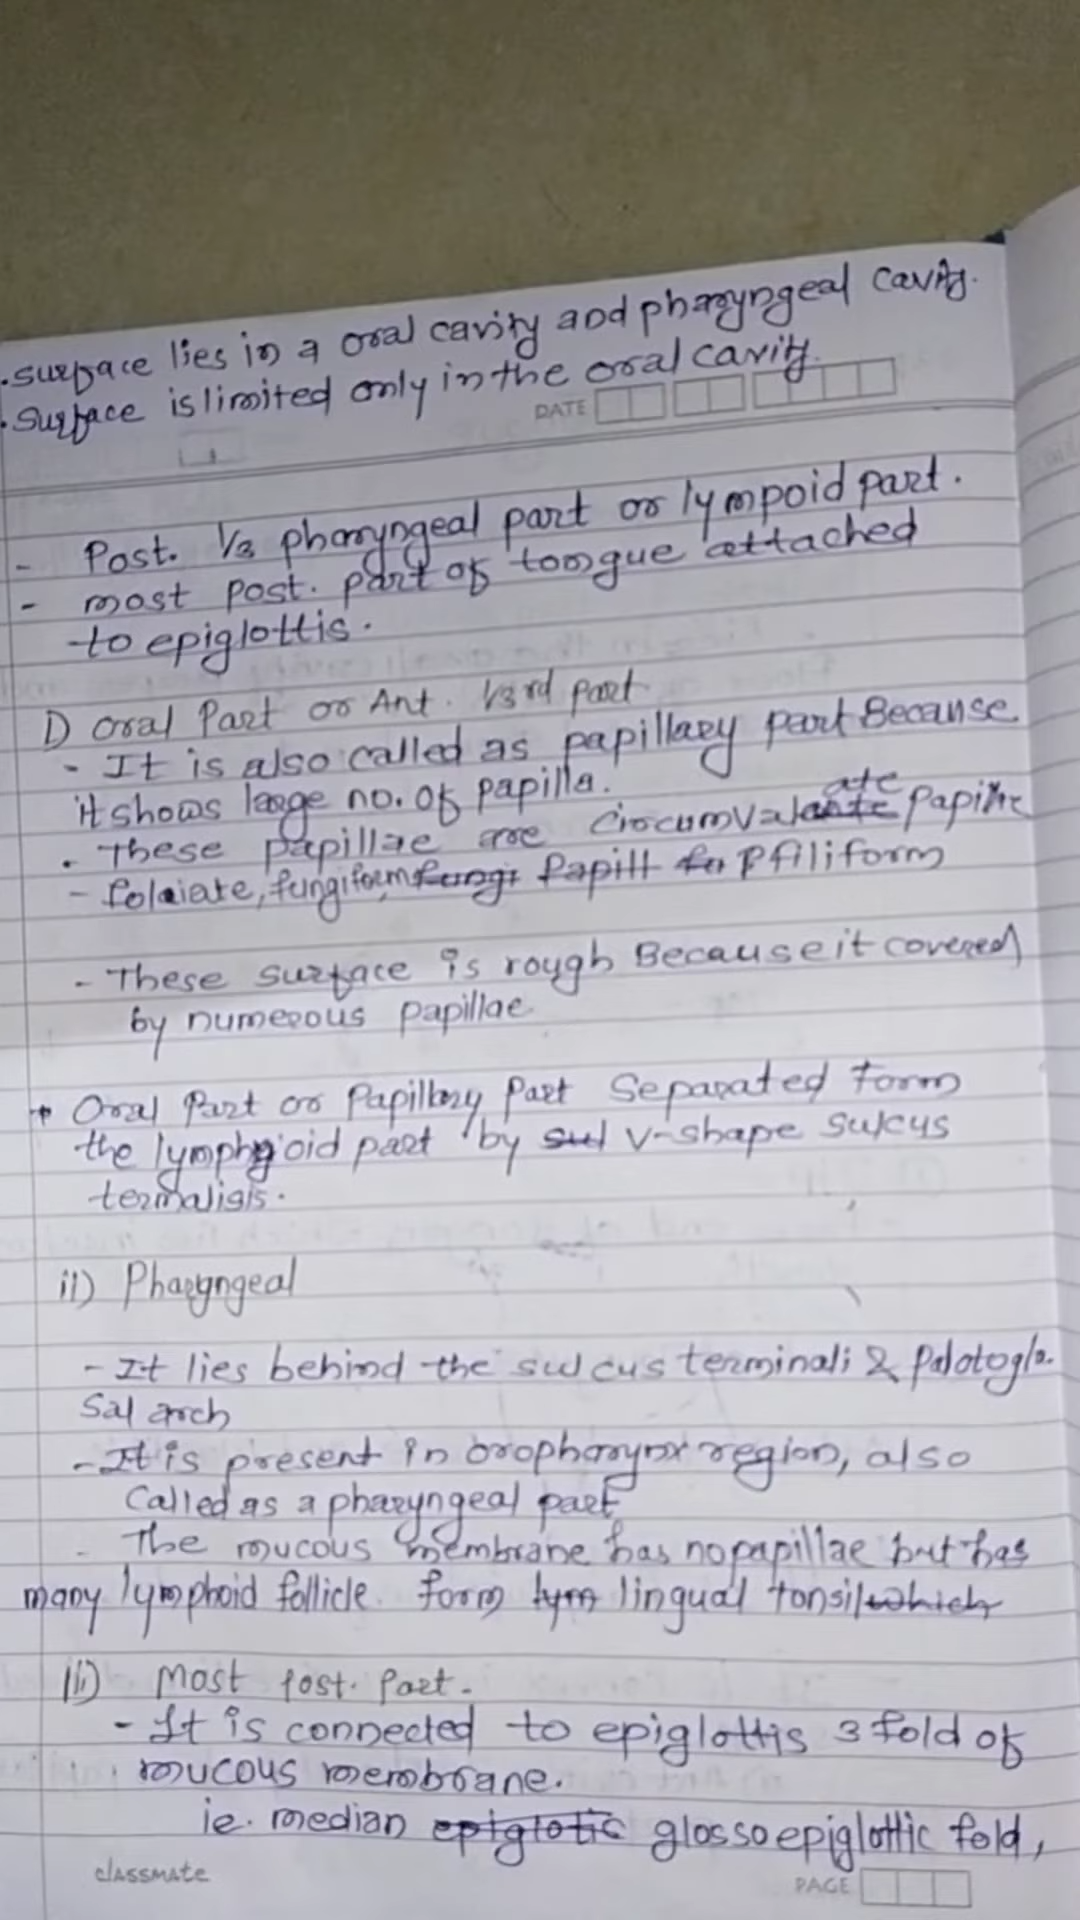 . surface lies in a oral cavity and pharyngeal cavity.
. surface is limited only in the oral cavity.
DATE
- Post. 1/3 pharyngeal part or lympoid part.
- most post. part of tongue attached
to epiglottis.
I) Oral Part or Ant. 1/3rd part
- It is also called as papillary part Because
it shows large no. of papilla.
. These papillae are circumvalate papillae
- folaiate, fungiform, filiform
- These surface is rough Because it covered
by numerous papillae
* Oral Part or Papillary Part Separated form
the lymphoid part by V-shape sulcus
termaligis.
ii) Pharyngeal
- It lies behind the sulcus terminali & Palotoglo.
Sal arch
- It is present in oropharynx region, also
Called as a pharyngeal part
- The mucous membrane has no papillae but has
many lymphoid follicle form lingual tonsil
iii) Most post. Part.
- It is connected to epiglottis 3 fold of
mucous membrane.
ie. median glossoepiglottic fold,
classmate
PAGE